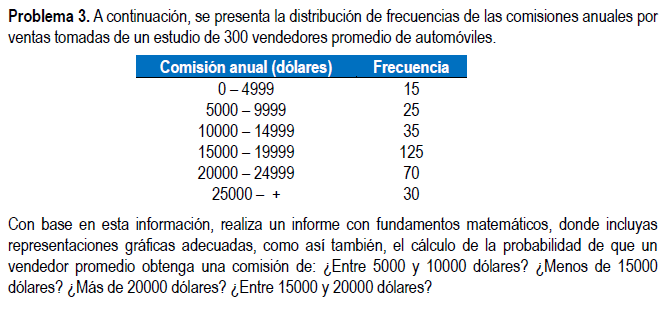 Problema 3. A continuación, se presenta la distribución de frecuencias de las comisiones anuales por
ventas tomadas de un estudio de 300 vendedores promedio de automóviles.
Comisión anual (dólares) Frecuencia
0 – 4999 15
5000 – 9999 25
10000 – 14999 35
15000 – 19999 125
20000 – 24999 70
25000 – + 30
Con base en esta información, realiza un informe con fundamentos matemáticos, donde incluyas
representaciones gráficas adecuadas, como así también, el cálculo de la probabilidad de que un
vendedor promedio obtenga una comisión de: ¿Entre 5000 y 10000 dólares? ¿Menos de 15000
dólares? ¿Más de 20000 dólares? ¿Entre 15000 y 20000 dólares?